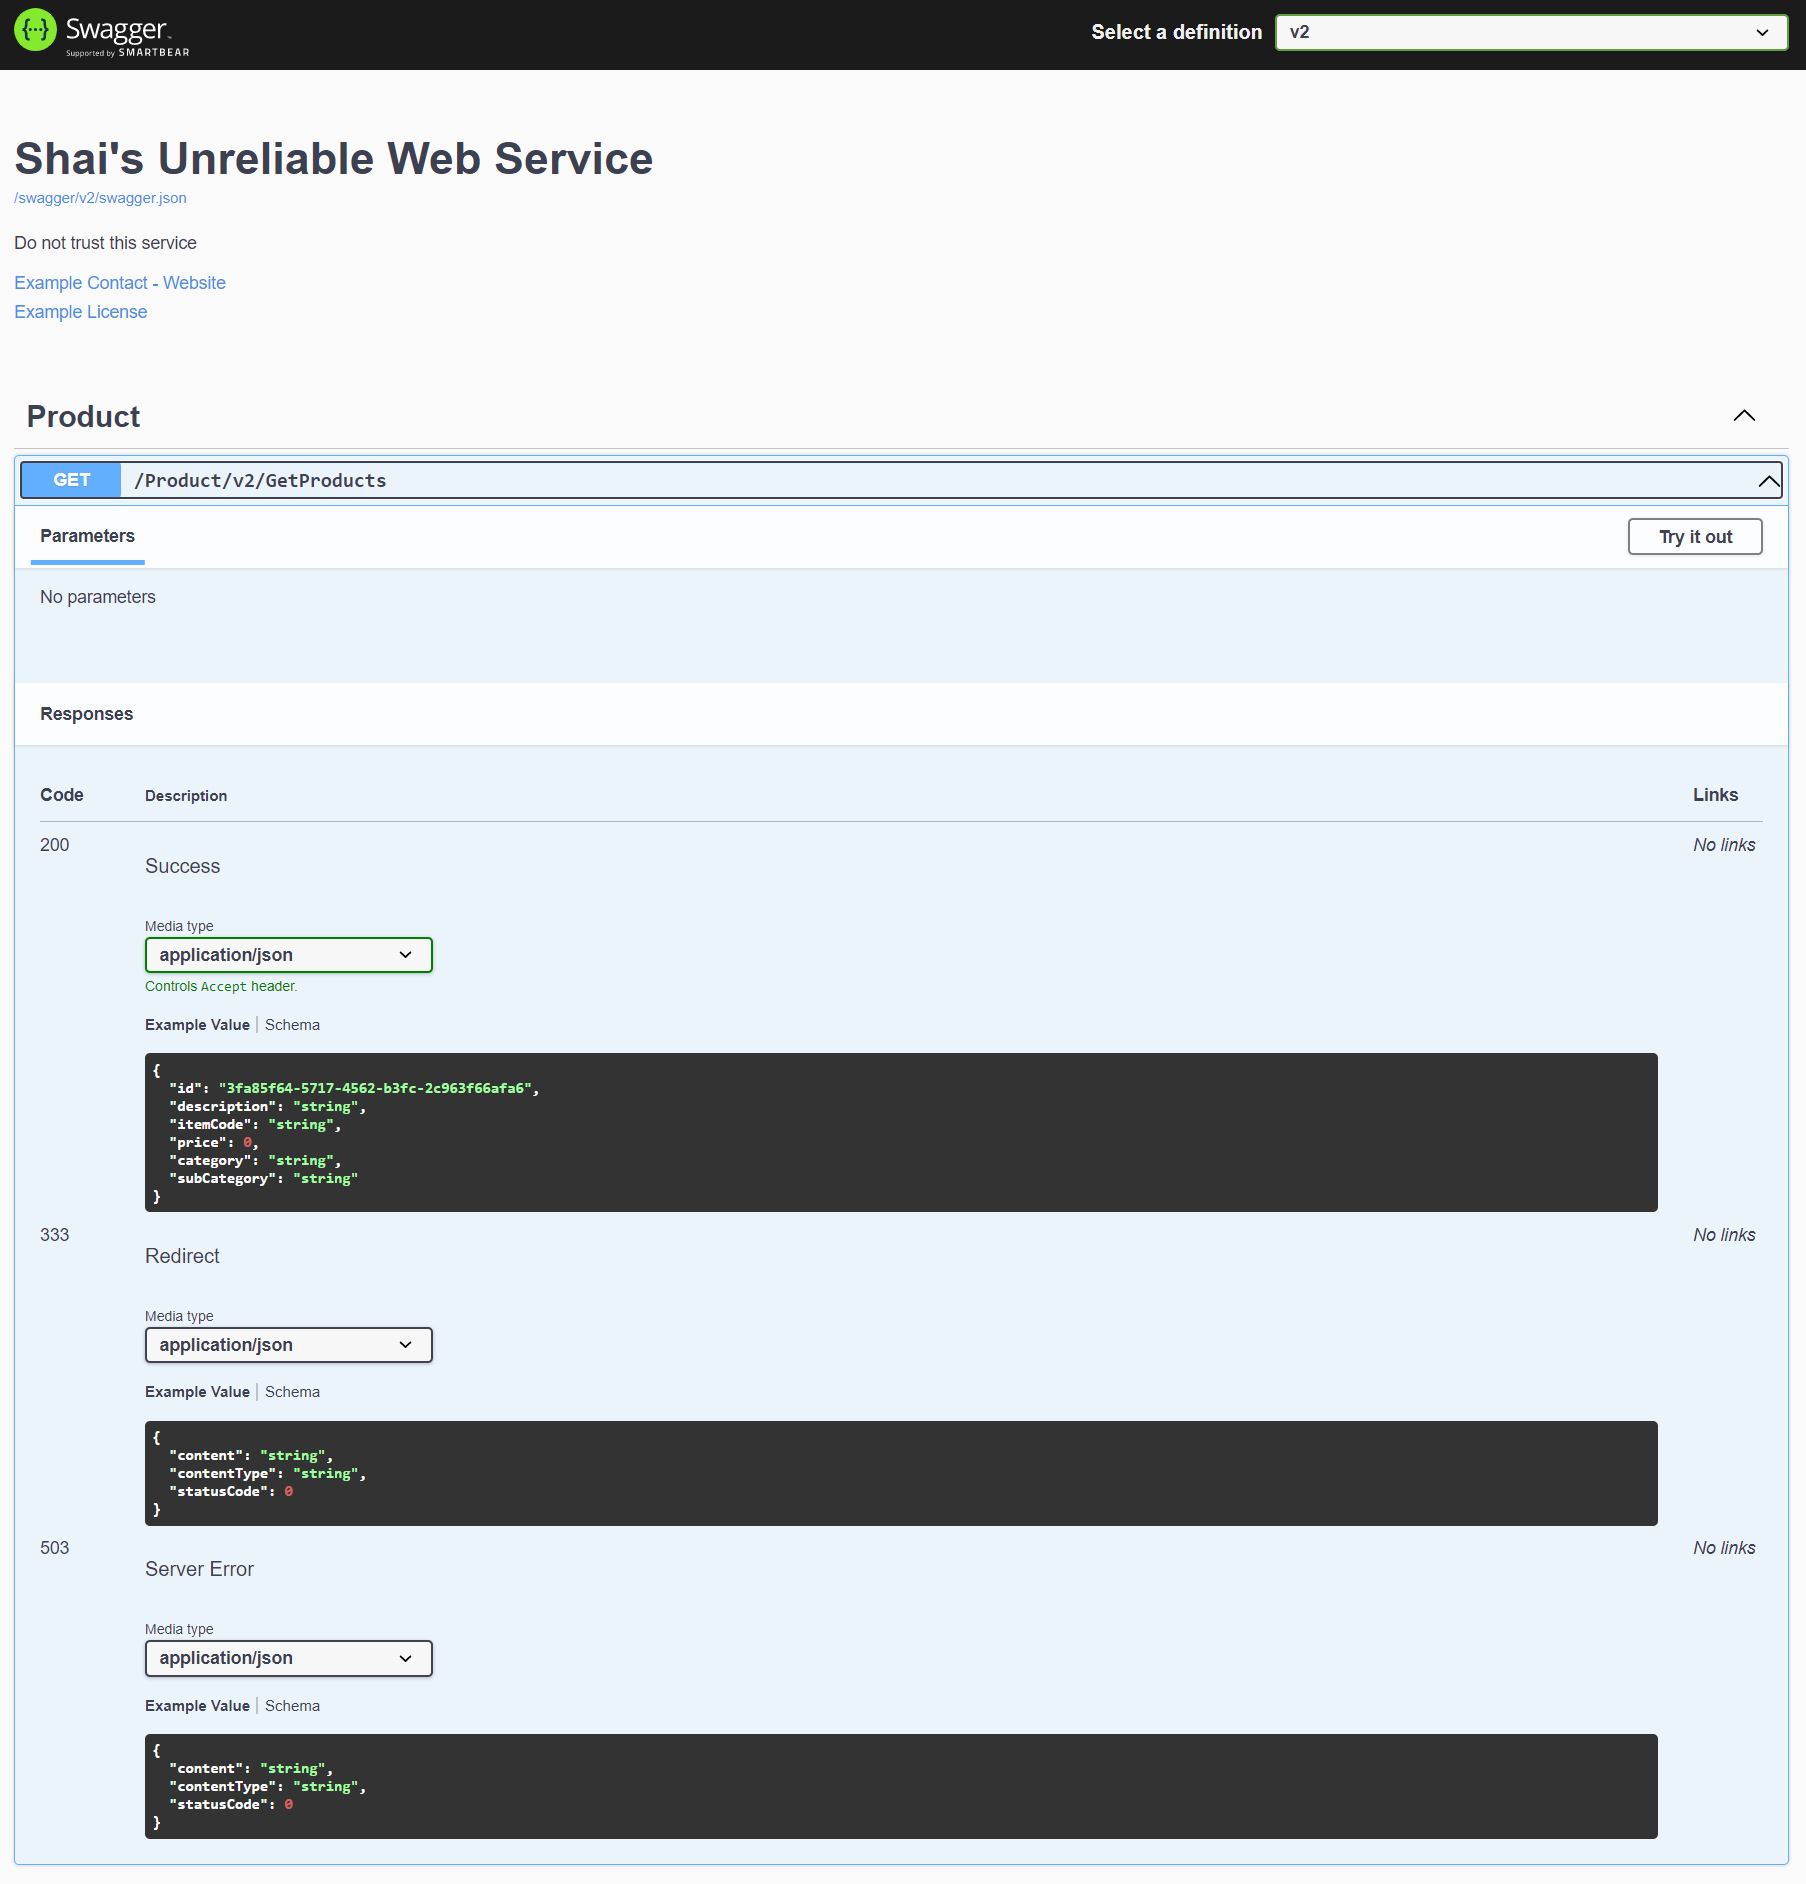 Swagger™
Supported by SMARTBEAR
Select a definition
v2
Shai's Unreliable Web Service
/swagger/v2/swagger.json
Do not trust this service
Example Contact - Website
Example License
Product
GET /Product/v2/GetProducts
Parameters
Try it out
No parameters
Responses
Code Description Links
200 No links
Success
Media type
application/json
Controls Accept header.
Example Value | Schema
{
  "id": "3fa85f64-5717-4562-b3fc-2c963f66afa6",
  "description": "string",
  "itemCode": "string",
  "price": 0,
  "category": "string",
  "subCategory": "string"
}
333 No links
Redirect
Media type
application/json
Example Value | Schema
{
  "content": "string",
  "contentType": "string",
  "statusCode": 0
}
503 No links
Server Error
Media type
application/json
Example Value | Schema
{
  "content": "string",
  "contentType": "string",
  "statusCode": 0
}